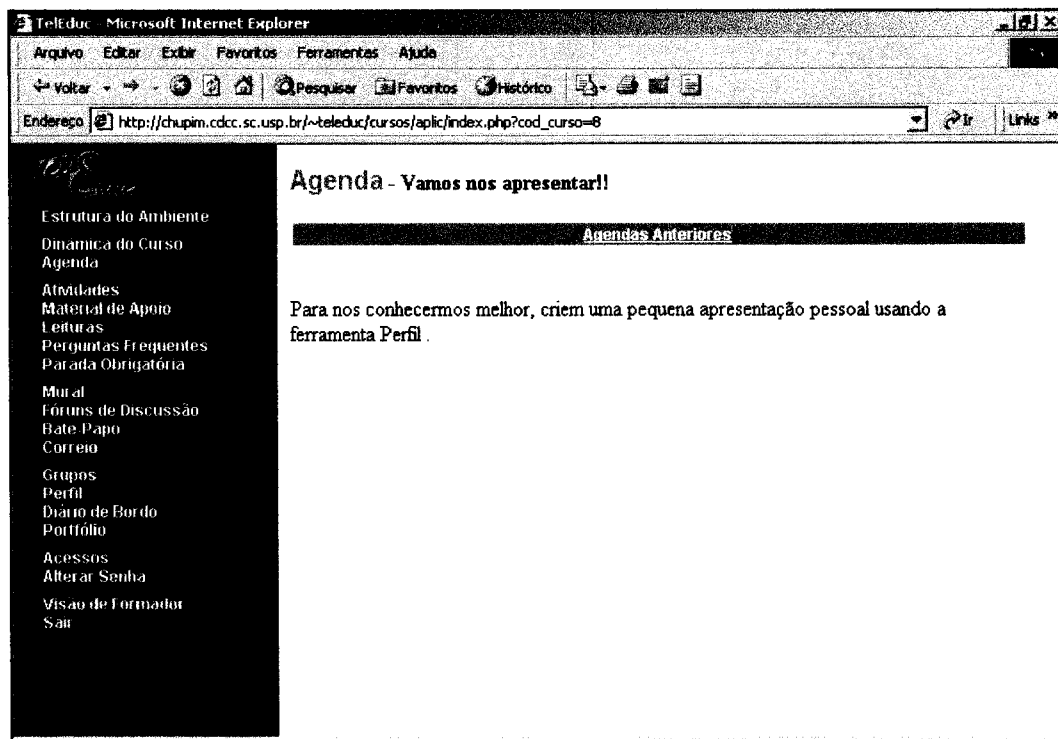 TelEduc - Microsoft Internet Explorer
Arquivo Editar Exibir Favoritos Ferramentas Ajuda
Voltar Pesquisar Favoritos Histórico
Endereço http://chupim.cdcc.sc.usp.br/~teleduc/cursos/aplic/index.php?cod_curso=8 Ir Links »
Estrutura do Ambiente
Dinâmica do Curso
Agenda
Atividades
Material de Apoio
Leituras
Perguntas Frequentes
Parada Obrigatória
Mural
Fóruns de Discussão
Bate-Papo
Correio
Grupos
Perfil
Diário de Bordo
Portfólio
Acessos
Alterar Senha
Visão de Formador
Sair
Agenda - Vamos nos apresentar!!
Agendas Anteriores
Para nos conhecermos melhor, criem uma pequena apresentação pessoal usando a
ferramenta Perfil .